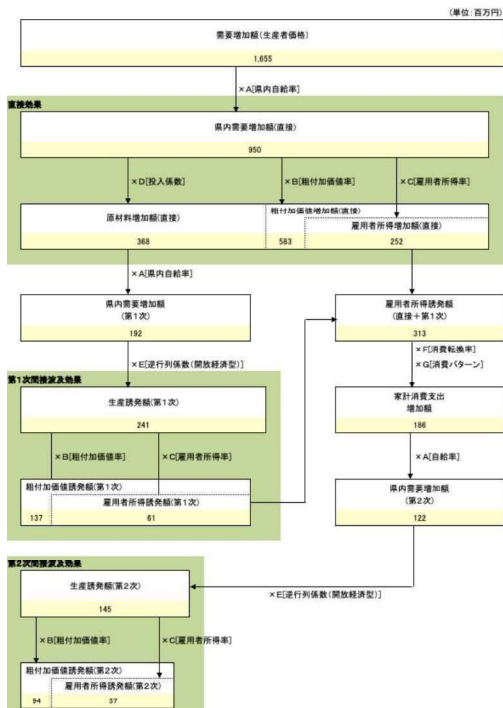 (単位:百万円)
需要増加額(生産者価格)
1,655
×A[県内自給率]
直接効果
県内需要増加額(直接)
950
×D[投入係数]
×B[粗付加価値率]
×C[雇用者所得率]
原材料増加額(直接)
粗付加価値増加額(直接)
雇用者所得増加額(直接)
368
583
252
×A[県内自給率]
県内需要増加額
(第1次)
192
雇用者所得誘発額
(直接+第1次)
313
×E[逆行列係数(開放経済型)]
×F[消費転換率]
×G[消費パターン]
第1次間接波及効果
生産誘発額(第1次)
241
家計消費支出
増加額
186
×B[粗付加価値率]
×C[雇用者所得率]
×A[自給率]
粗付加価値誘発額(第1次)
雇用者所得誘発額(第1次)
137
61
県内需要増加額
(第2次)
122
第2次間接波及効果
生産誘発額(第2次)
145
×E[逆行列係数(開放経済型)]
×B[粗付加価値率]
×C[雇用者所得率]
粗付加価値誘発額(第2次)
雇用者所得誘発額(第2次)
94
37